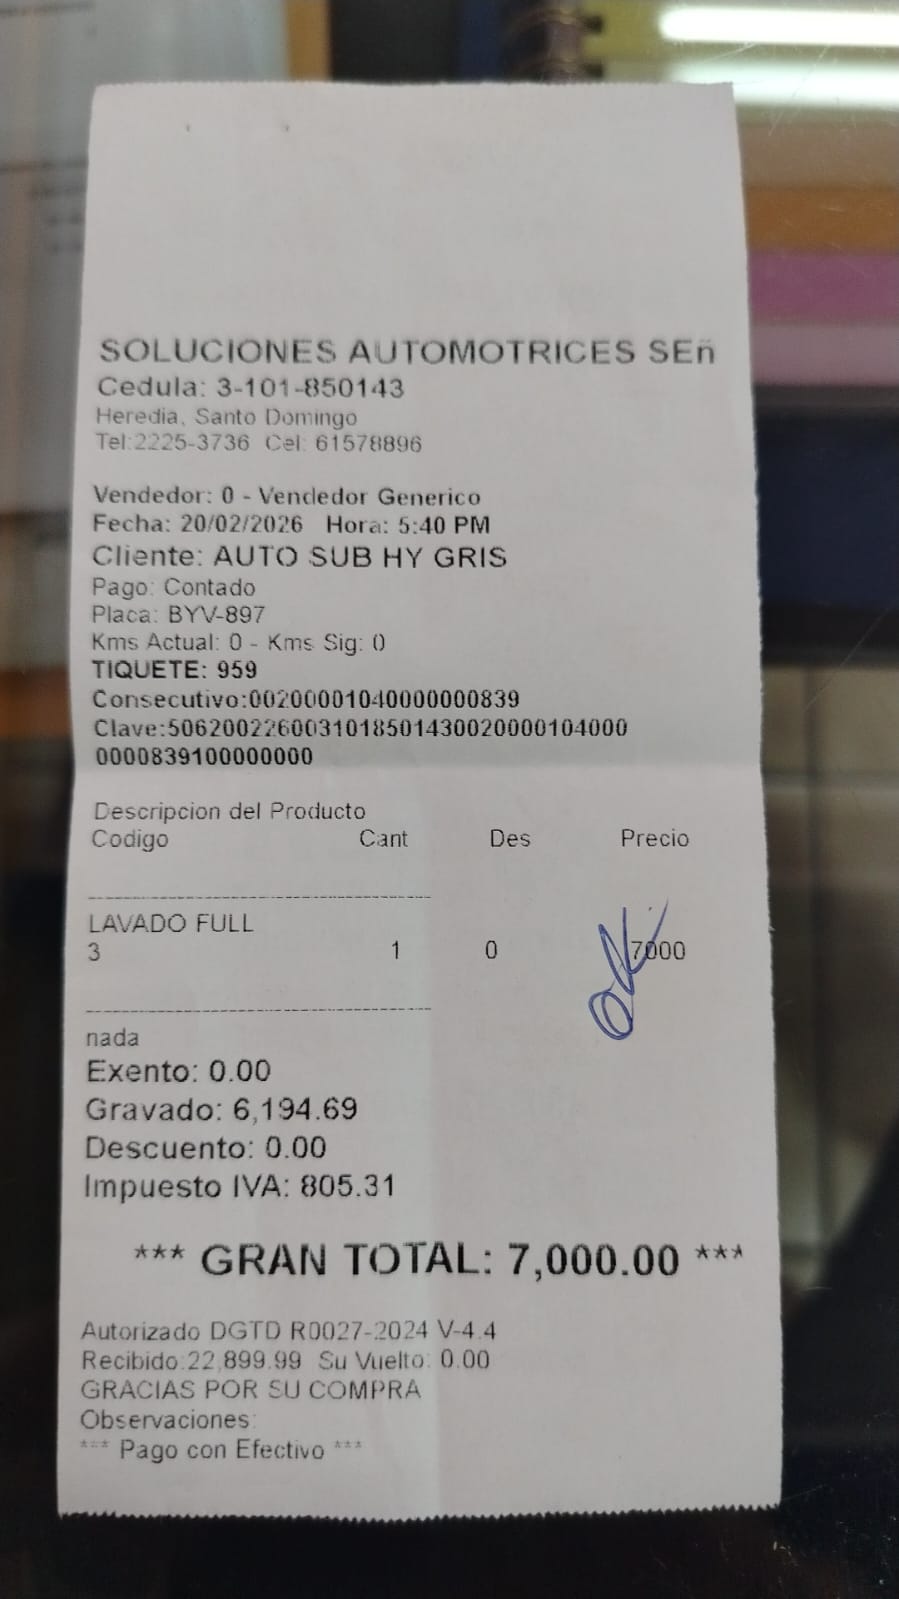 SOLUCIONES AUTOMOTRICES SEñ
Cedula: 3-101-850143
Heredia, Santo Domingo
Tel:2225-3736 Cel: 61578896
Vendedor: 0 - Vendedor Generico
Fecha: 20/02/2026 Hora: 5:40 PM
Cliente: AUTO SUB HY GRIS
Pago: Contado
Placa: BYV-897
Kms Actual: 0 - Kms Sig: 0
TIQUETE: 959
Consecutivo:00200001040000000839
Clave:5062002260031018501430020000104000
0000839100000000
Descripcion del Producto
Codigo Cant Des Precio
LAVADO FULL
3 1 0 7000
OK.
nada
Exento: 0.00
Gravado: 6,194.69
Descuento: 0.00
Impuesto IVA: 805.31
*** GRAN TOTAL: 7,000.00 ***
Autorizado DGTD R0027-2024 V-4.4
Recibido:22,899.99 Su Vuelto: 0.00
GRACIAS POR SU COMPRA
Observaciones:
*** Pago con Efectivo ***